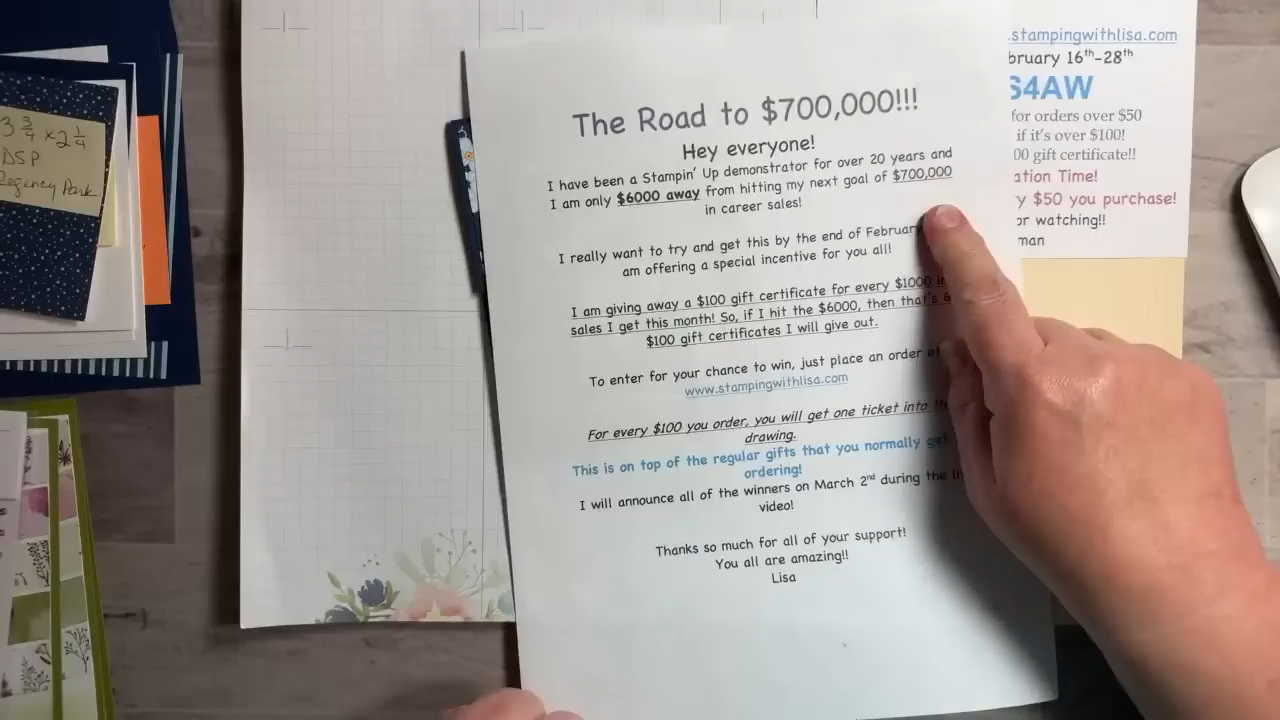 The Road to $700,000!!!
Hey everyone!
I have been a Stampin' Up demonstrator for over 20 years and
I am only $6000 away from hitting my next goal of $700,000
in career sales!
I really want to try and get this by the end of February
am offering a special incentive for you all!
I am giving away a $100 gift certificate for every $1000 in
sales I get this month! So, if I hit the $6000, then that's 6
$100 gift certificates I will give out.
To enter for your chance to win, just place an order at
www.stampingwithlisa.com
For every $100 you order, you will get one ticket into
drawing.
This is on top of the regular gifts that you normally get
ordering!
I will announce all of the winners on March 2nd during the
video!
Thanks so much for all of your support!
You all are amazing!!
Lisa
.stampingwithlisa.com
bruary 16th-28th
S4AW
for orders over $50
if it's over $100!
00 gift certificate!!
ation Time!
y $50 you purchase!
or watching!!
man
3 3/4 x 2 1/4
DSP
Regency Park